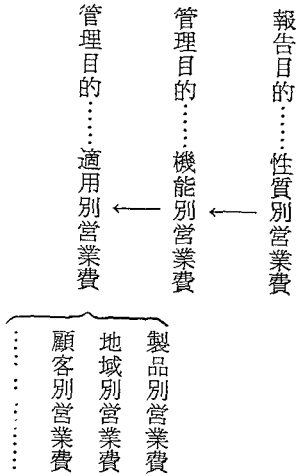 報告目的……性質別営業費
管理目的……機能別営業費
管理目的……適用別営業費
製品別営業費
地域別営業費
顧客別営業費
…………